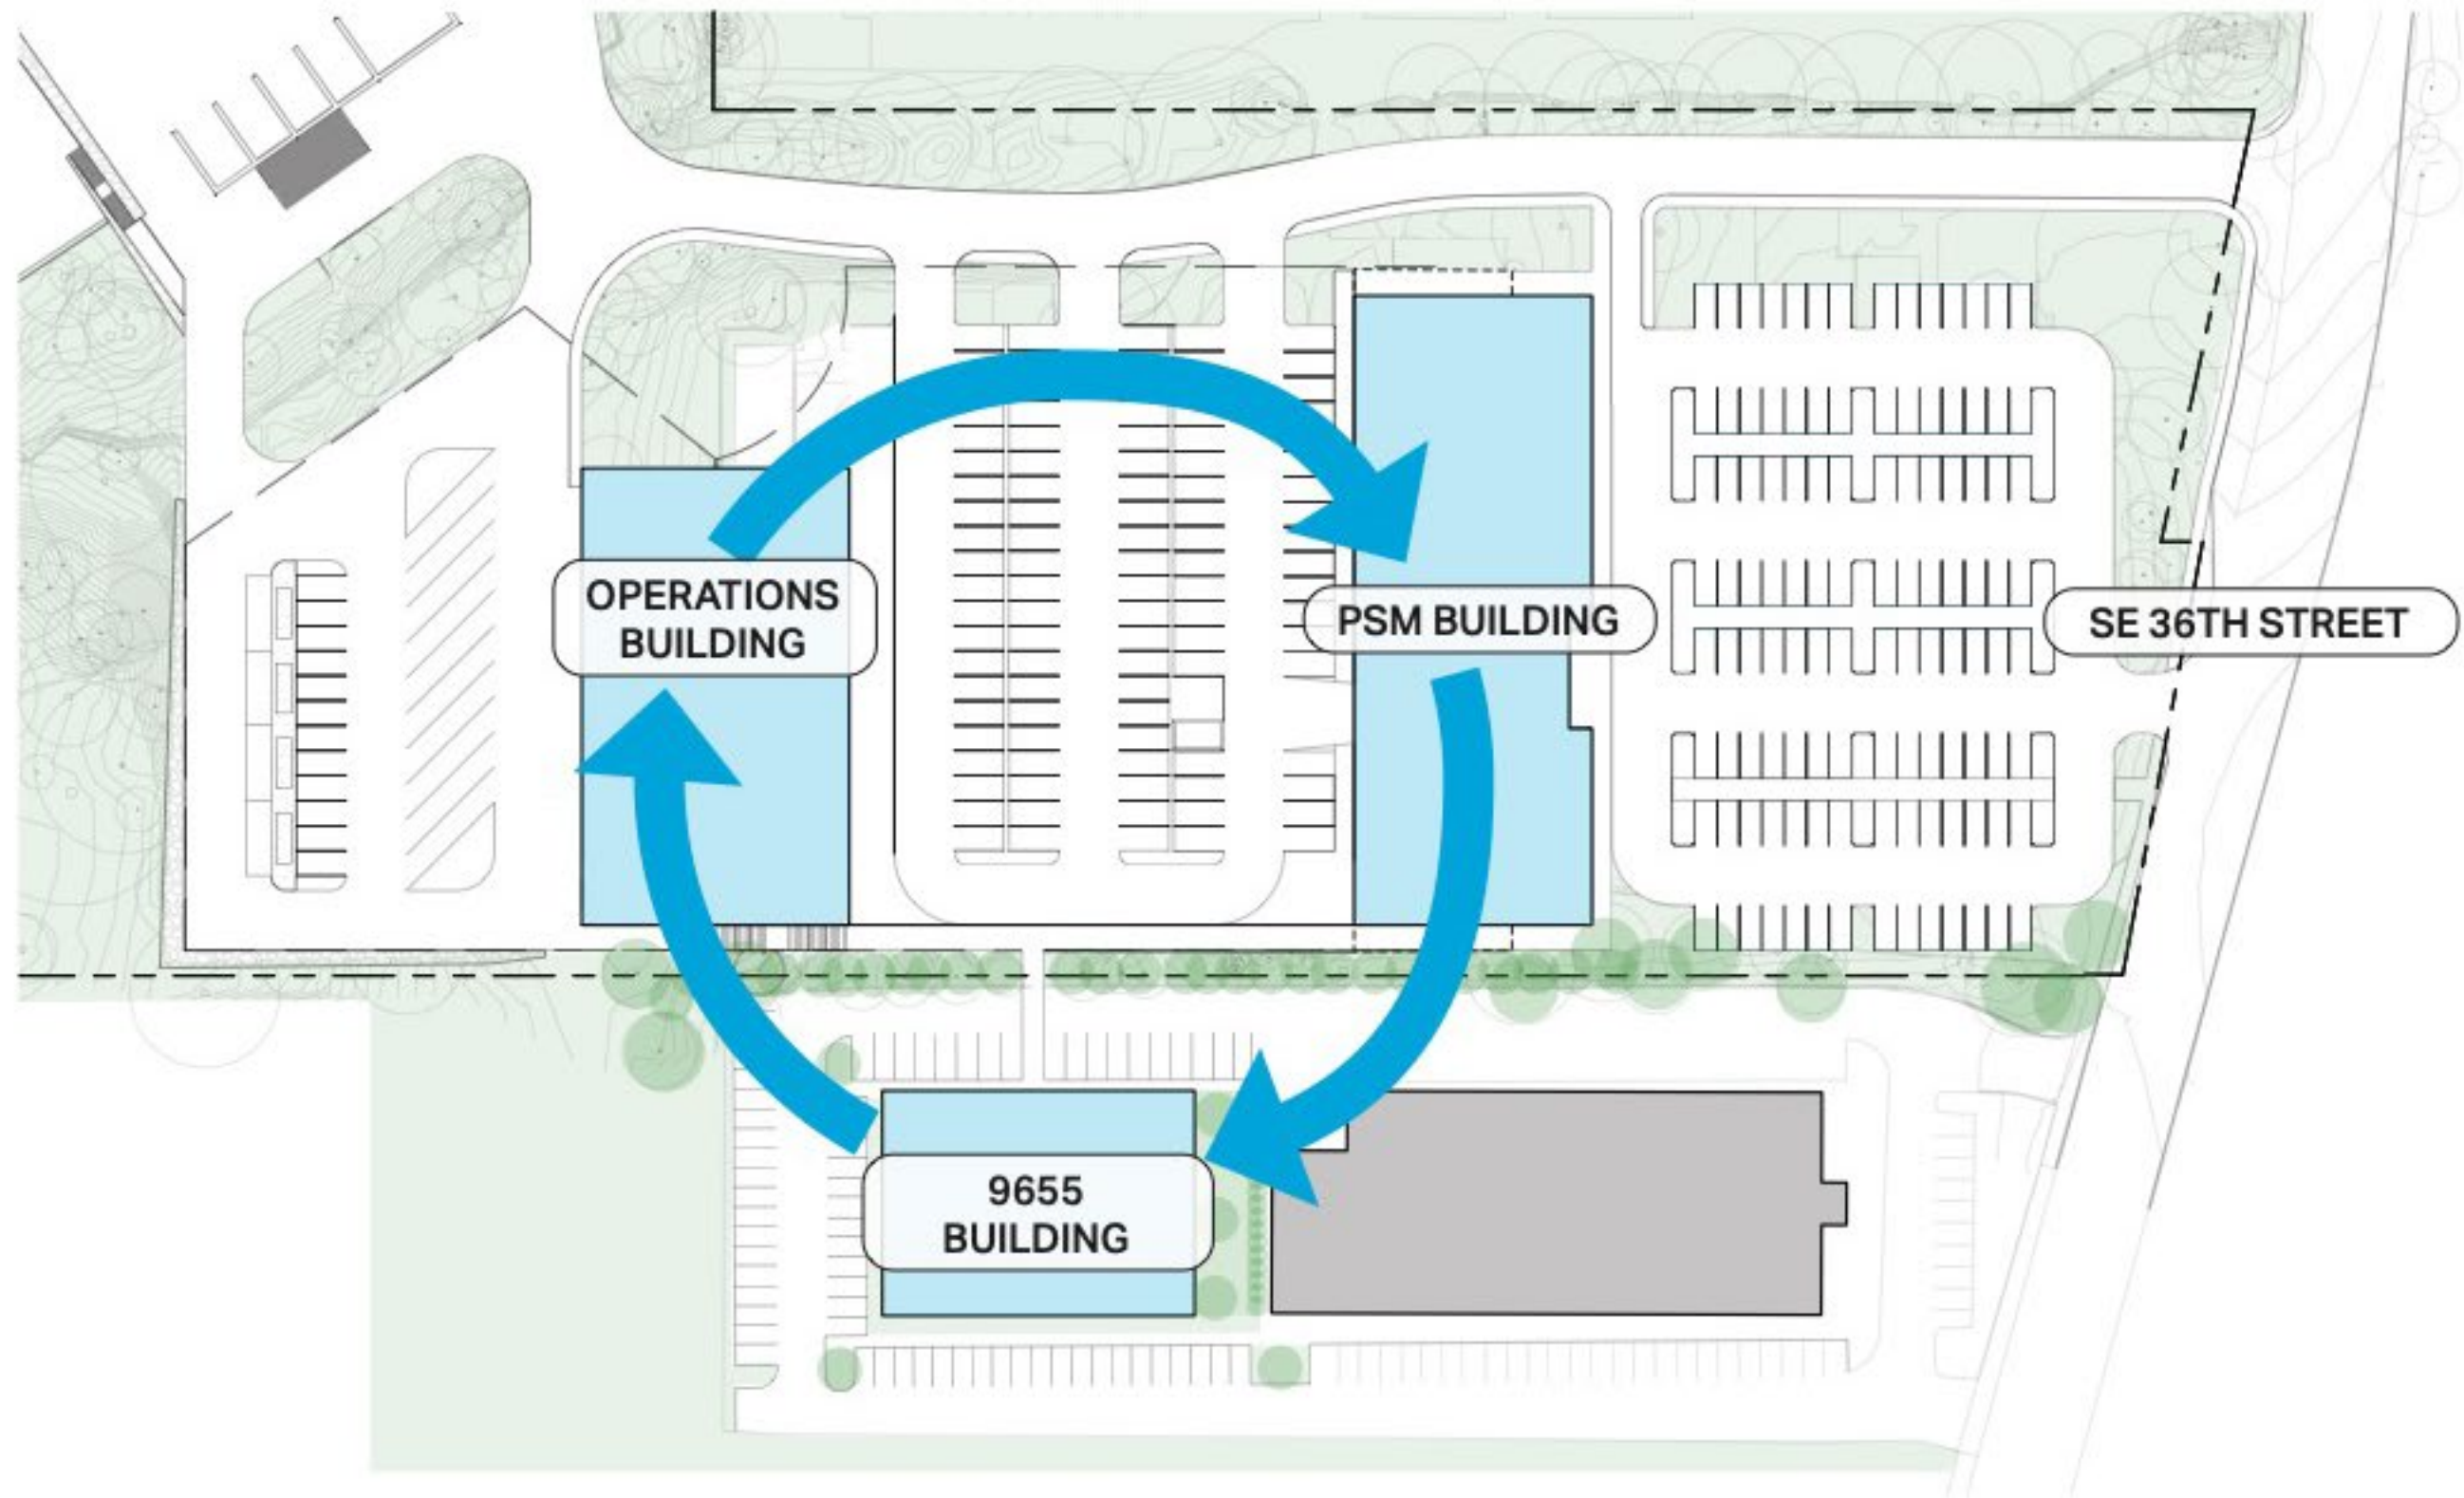 OPERATIONS
BUILDING
PSM BUILDING
SE 36TH STREET
9655
BUILDING